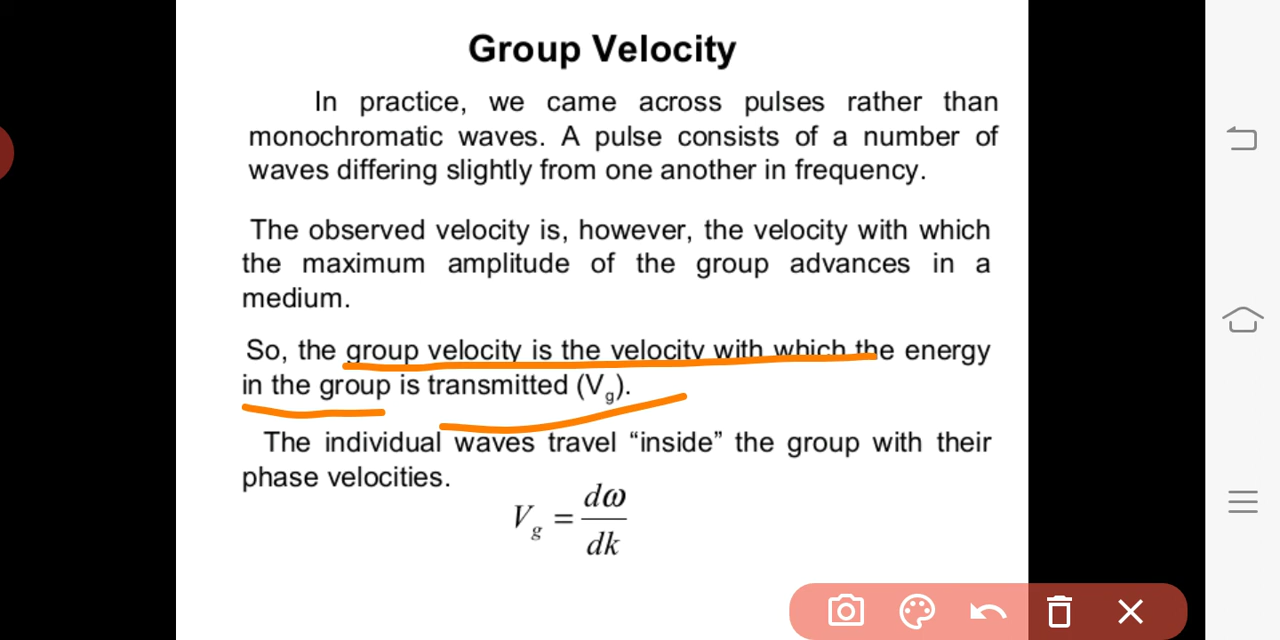 Group Velocity
In practice, we came across pulses rather than
monochromatic waves. A pulse consists of a number of
waves differing slightly from one another in frequency.
The observed velocity is, however, the velocity with which
the maximum amplitude of the group advances in a
medium.
So, the group velocity is the velocity with which the energy
in the group is transmitted (Vg).
The individual waves travel “inside” the group with their
phase velocities.
Vg = dω/dk